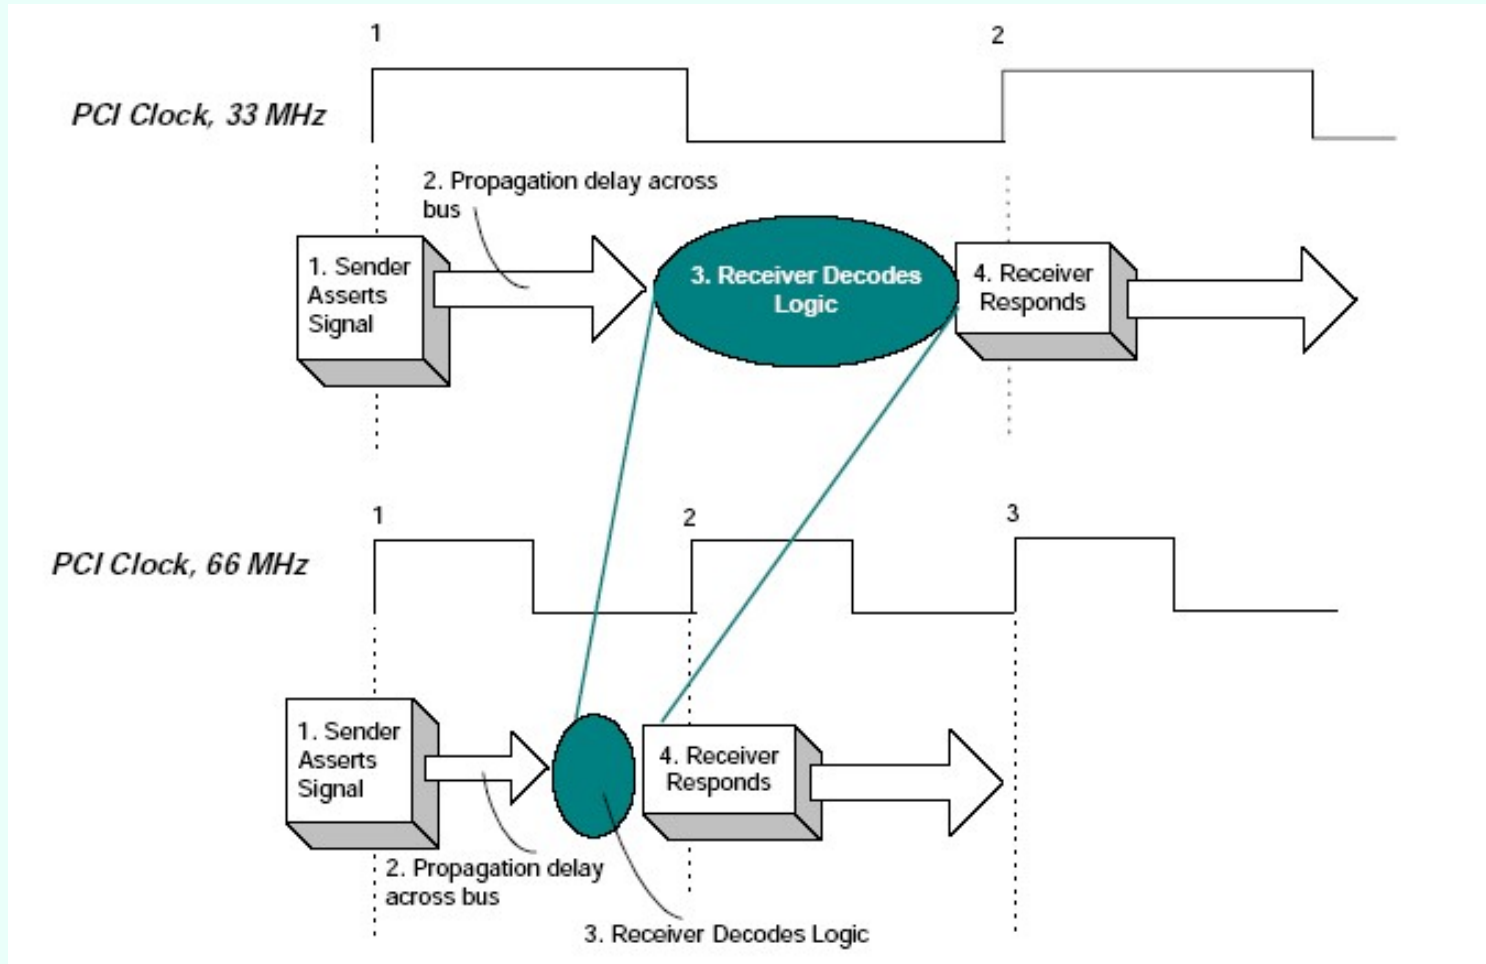 1
2
PCI Clock, 33 MHz
2. Propagation delay across
bus
1. Sender
Asserts
Signal
3. Receiver Decodes
Logic
4. Receiver
Responds
1
2
3
PCI Clock, 66 MHz
1. Sender
Asserts
Signal
4. Receiver
Responds
2. Propagation delay
across bus
3. Receiver Decodes Logic